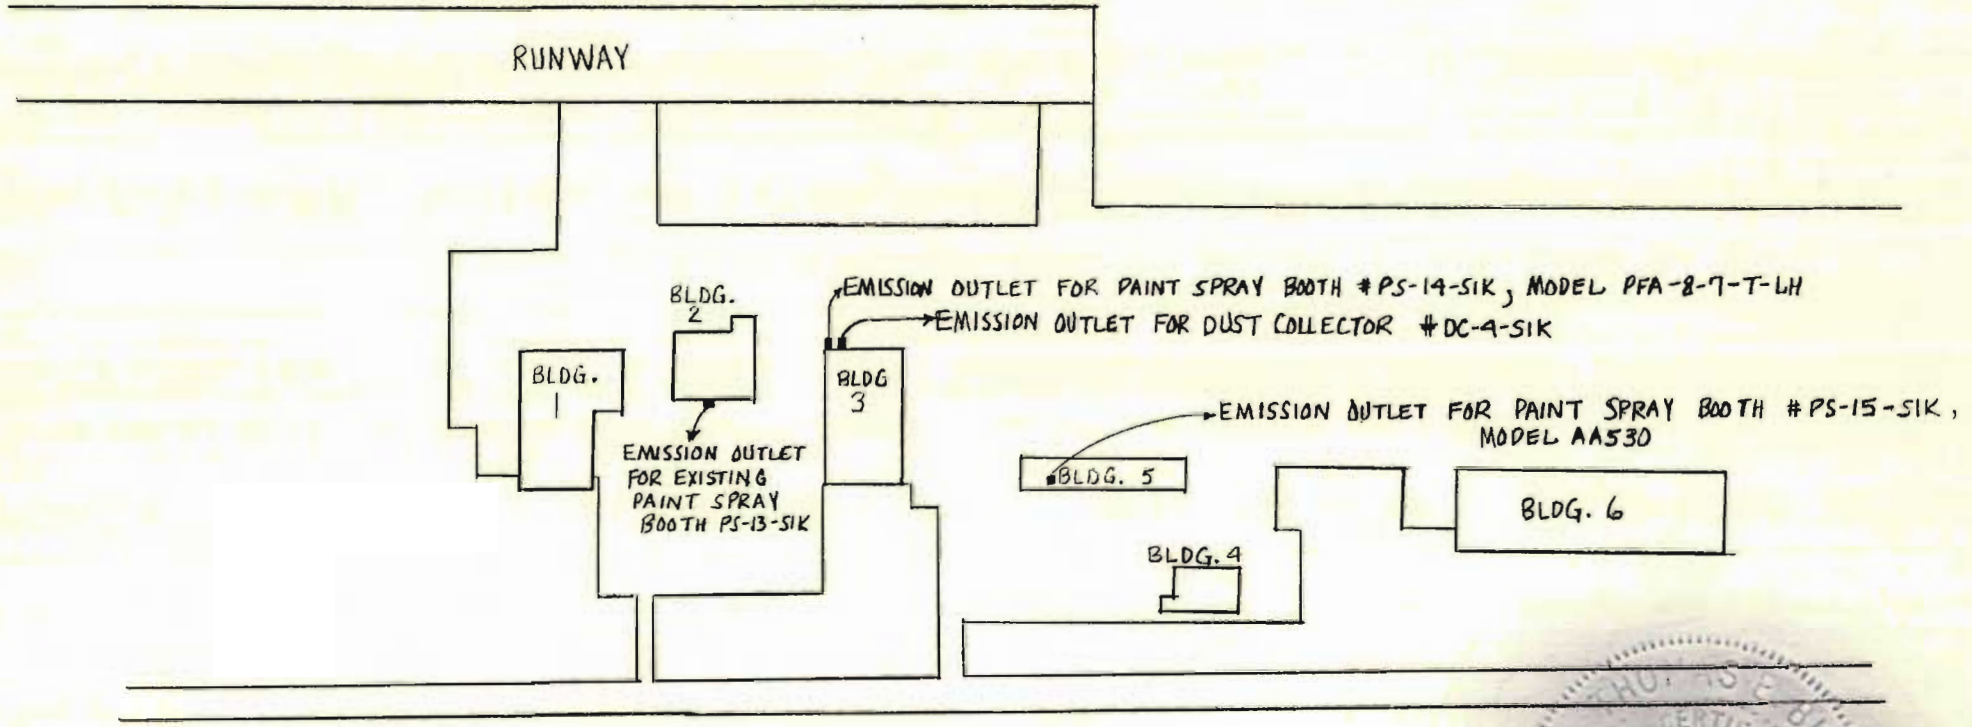 RUNWAY
EMISSION OUTLET FOR PAINT SPRAY BOOTH #PS-14-SIK, MODEL PFA-8-7-T-LH
EMISSION OUTLET FOR DUST COLLECTOR #DC-4-SIK
BLDG.
2
BLDG.
1
BLDG
3
EMISSION OUTLET FOR PAINT SPRAY BOOTH #PS-15-SIK,
MODEL AA530
EMISSION OUTLET
FOR EXISTING
PAINT SPRAY
BOOTH PS-13-SIK
BLDG. 5
BLDG. 6
BLDG. 4